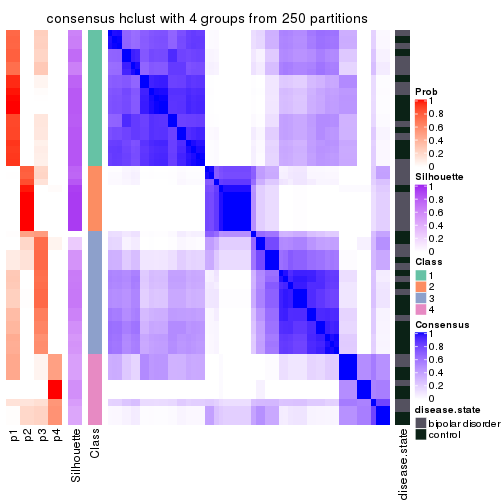 consensus hclust with 4 groups from 250 partitions
Prob
1
0.8
0.6
0.4
0.2
0
Silhouette
1
0.8
0.6
0.4
0.2
0
Class
1
2
3
4
Consensus
1
0.8
0.6
0.4
0.2
0
disease.state
bipolar disorder
control
p1
p2
p3
p4
Silhouette
Class
disease.state